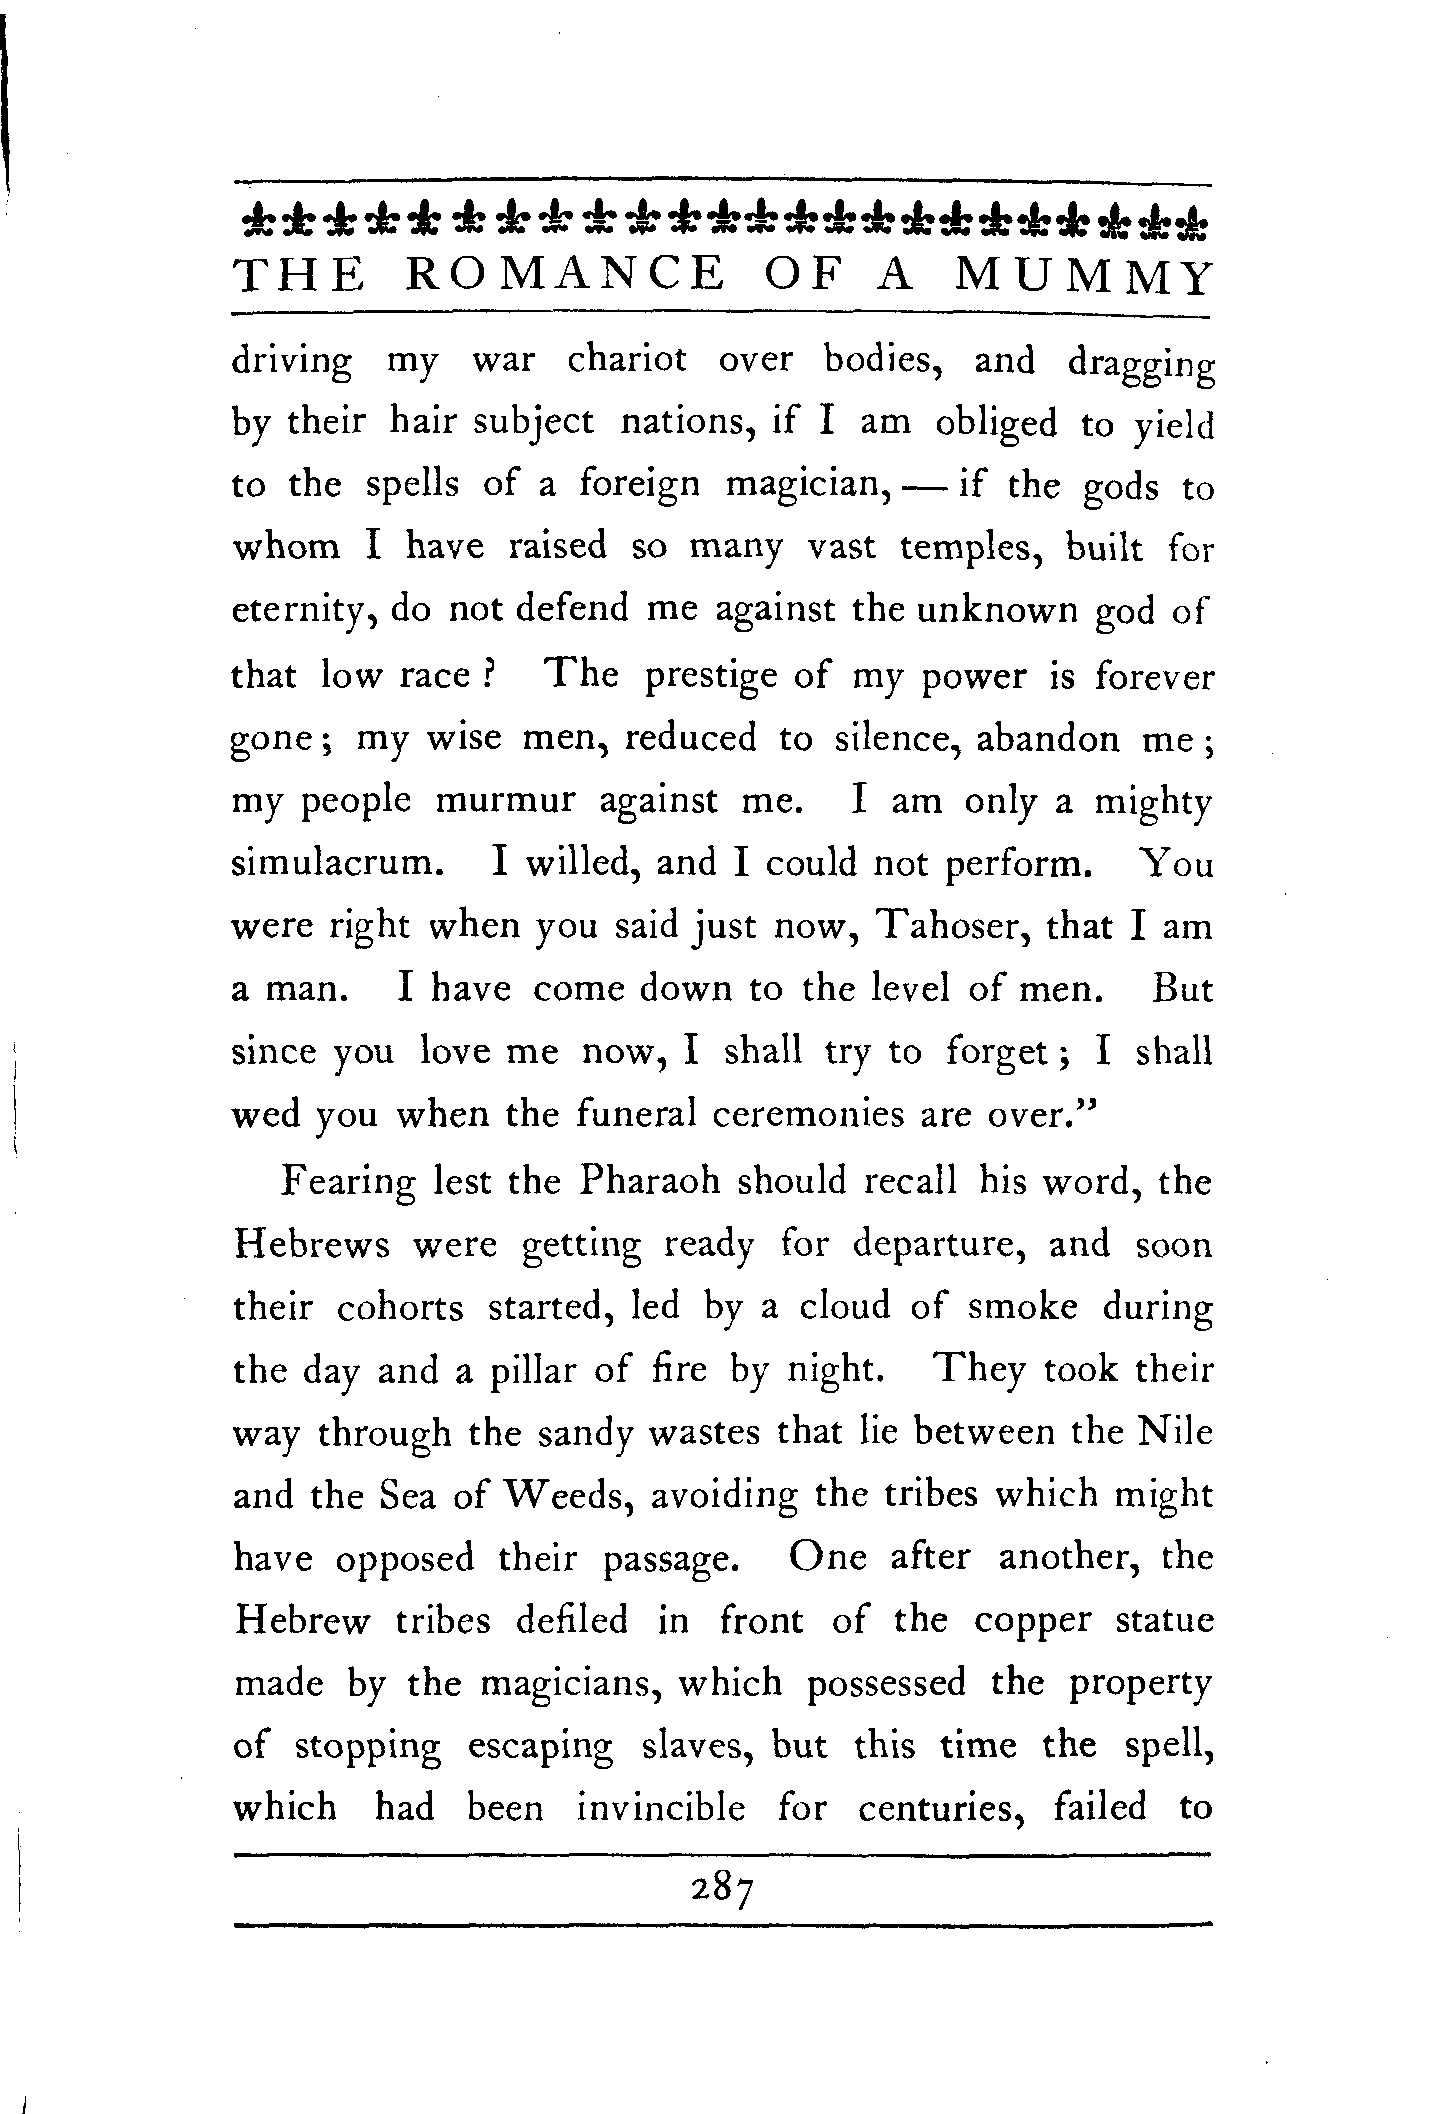 THE ROMANCE OF A MUMMY
driving my war chariot over bodies, and dragging
by their hair subject nations, if I am obliged to yield
to the spells of a foreign magician, — if the gods to
whom I have raised so many vast temples, built for
eternity, do not defend me against the unknown god of
that low race ? The prestige of my power is forever
gone ; my wise men, reduced to silence, abandon me ;
my people murmur against me. I am only a mighty
simulacrum. I willed, and I could not perform. You
were right when you said just now, Tahoser, that I am
a man. I have come down to the level of men. But
since you love me now, I shall try to forget ; I shall
wed you when the funeral ceremonies are over.”
Fearing lest the Pharaoh should recall his word, the
Hebrews were getting ready for departure, and soon
their cohorts started, led by a cloud of smoke during
the day and a pillar of fire by night. They took their
way through the sandy wastes that lie between the Nile
and the Sea of Weeds, avoiding the tribes which might
have opposed their passage. One after another, the
Hebrew tribes defiled in front of the copper statue
made by the magicians, which possessed the property
of stopping escaping slaves, but this time the spell,
which had been invincible for centuries, failed to
287